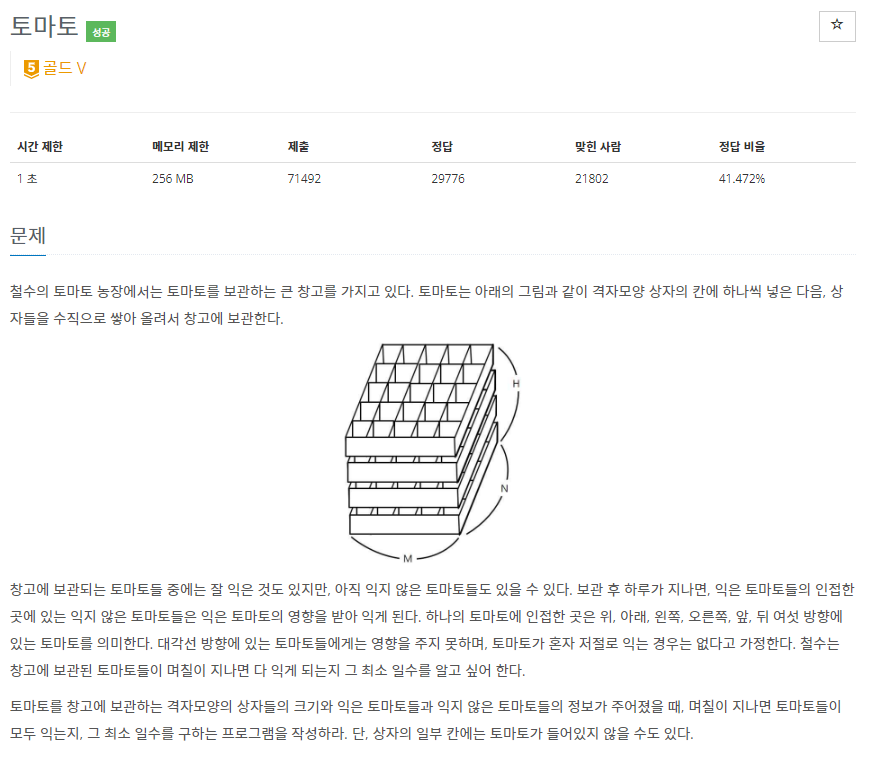 토마토 성공
☆
5 골드 V
시간 제한 메모리 제한 제출 정답 맞힌 사람 정답 비율
1 초 256 MB 71492 29776 21802 41.472%
문제
철수의 토마토 농장에서는 토마토를 보관하는 큰 창고를 가지고 있다. 토마토는 아래의 그림과 같이 격자모양 상자의 칸에 하나씩 넣은 다음, 상
자들을 수직으로 쌓아 올려서 창고에 보관한다.
H
N
M
창고에 보관되는 토마토들 중에는 잘 익은 것도 있지만, 아직 익지 않은 토마토들도 있을 수 있다. 보관 후 하루가 지나면, 익은 토마토들의 인접한
곳에 있는 익지 않은 토마토들은 익은 토마토의 영향을 받아 익게 된다. 하나의 토마토에 인접한 곳은 위, 아래, 왼쪽, 오른쪽, 앞, 뒤 여섯 방향에
있는 토마토를 의미한다. 대각선 방향에 있는 토마토들에게는 영향을 주지 못하며, 토마토가 혼자 저절로 익는 경우는 없다고 가정한다. 철수는
창고에 보관된 토마토들이 며칠이 지나면 다 익게 되는지 그 최소 일수를 알고 싶어 한다.
토마토를 창고에 보관하는 격자모양의 상자들의 크기와 익은 토마토들과 익지 않은 토마토들의 정보가 주어졌을 때, 며칠이 지나면 토마토들이
모두 익는지, 그 최소 일수를 구하는 프로그램을 작성하라. 단, 상자의 일부 칸에는 토마토가 들어있지 않을 수도 있다.